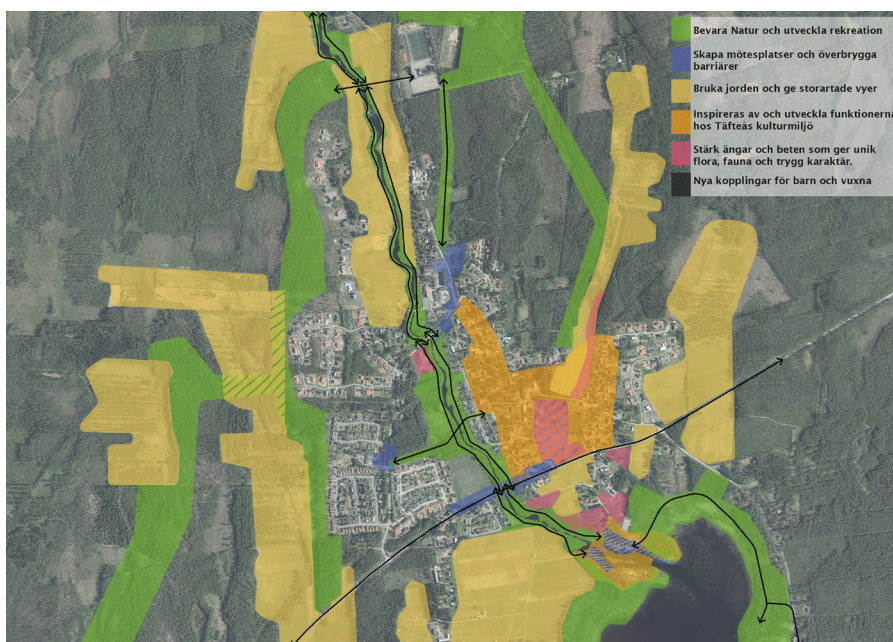 Bevara Natur och utveckla rekreation
Skapa mötesplatser och överbrygga
barriärer
Bruka jorden och ge storartade vyer
Inspireras av och utveckla funktionerna
hos Täfteås kulturmiljö
Stärk ängar och beten som ger unik
flora, fauna och trygg karaktär.
Nya kopplingar för barn och vuxna